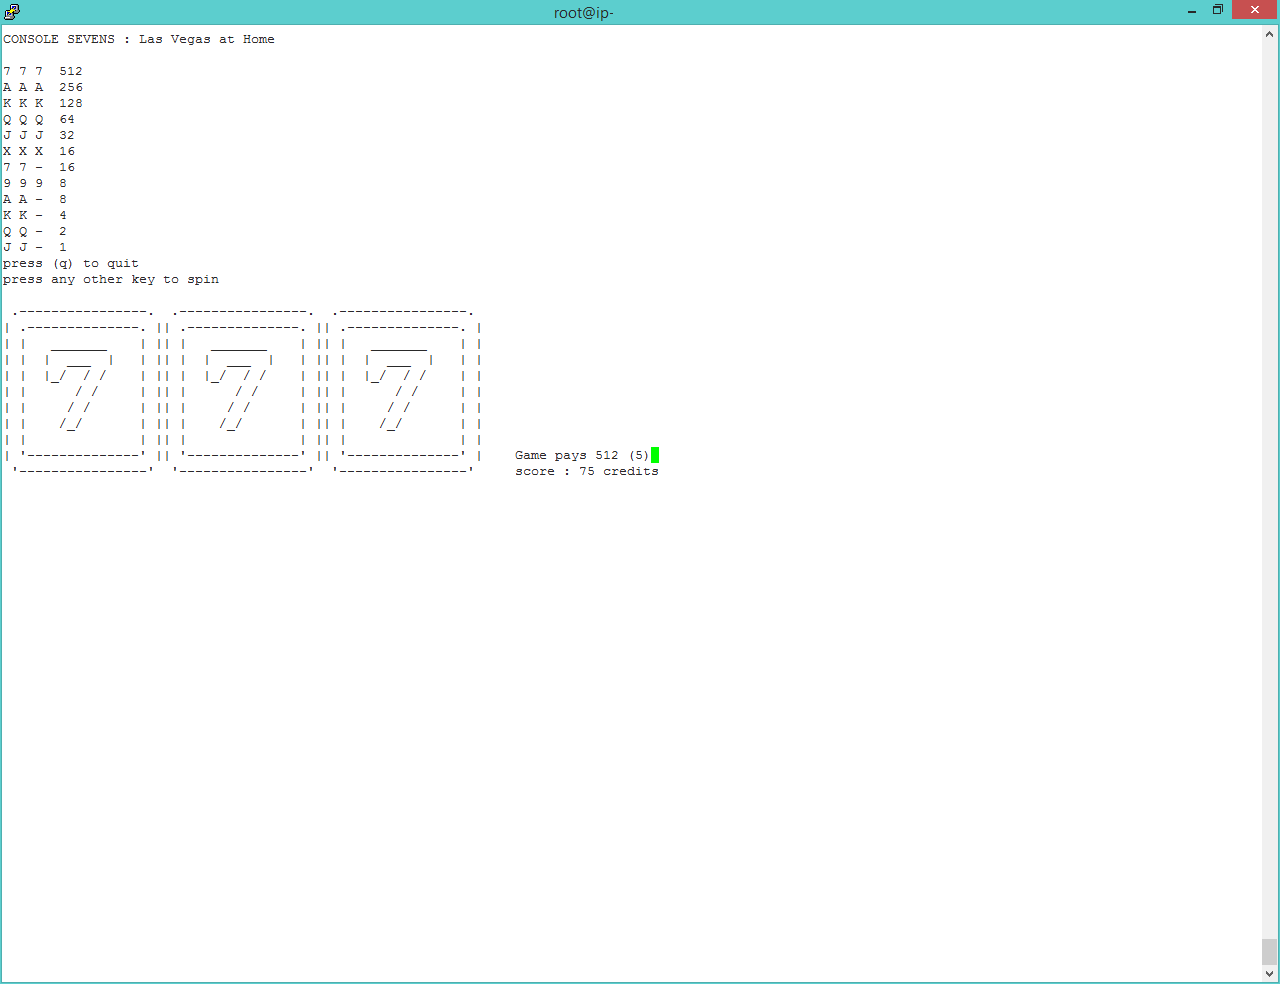 root@ip-
CONSOLE SEVENS : Las Vegas at Home
7 7 7  512
A A A  256
K K K  128
Q Q Q  64
J J J  32
X X X  16
7 7 -  16
9 9 9  8
A A -  8
K K -  4
Q Q -  2
J J -  1
press (q) to quit
press any other key to spin
Game pays 512 (5)
score : 75 credits